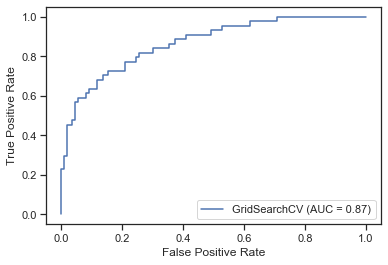 1.0
0.8
0.6
0.4
0.2
0.0
True Positive Rate
GridSearchCV (AUC = 0.87)
0.0 0.2 0.4 0.6 0.8 1.0
False Positive Rate